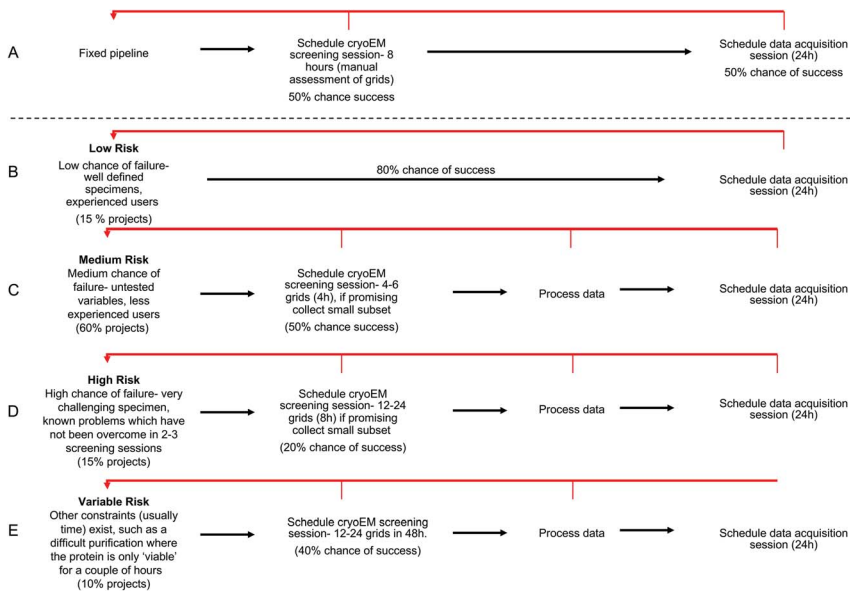 A
Fixed pipeline
Schedule cryoEM
screening session- 8
hours (manual
assessment of grids)
50% chance success
Schedule data acquisition
session (24h)
50% chance of success
B
Low Risk
Low chance of failure-
well defined
specimens,
experienced users
(15 % projects)
80% chance of success
Schedule data acquisition
session (24h)
C
Medium Risk
Medium chance of
failure- untested
variables, less
experienced users
(60% projects)
Schedule cryoEM
screening session- 4-6
grids (4h), if promising
collect small subset
(50% chance success)
Process data
Schedule data acquisition
session (24h)
D
High Risk
High chance of failure- very
challenging specimen,
known problems which have
not been overcome in 2-3
screening sessions
(15% projects)
Schedule cryoEM
screening session- 12-24
grids (8h) if promising
collect small subset
(20% chance of success)
Process data
Schedule data acquisition
session (24h)
E
Variable Risk
Other constraints (usually
time) exist, such as a
difficult purification where
the protein is only ‘viable’
for a couple of hours
(10% projects)
Schedule cryoEM screening
session- 12-24 grids in 48h.
(40% chance of success)
Process data
Schedule data acquisition
session (24h)